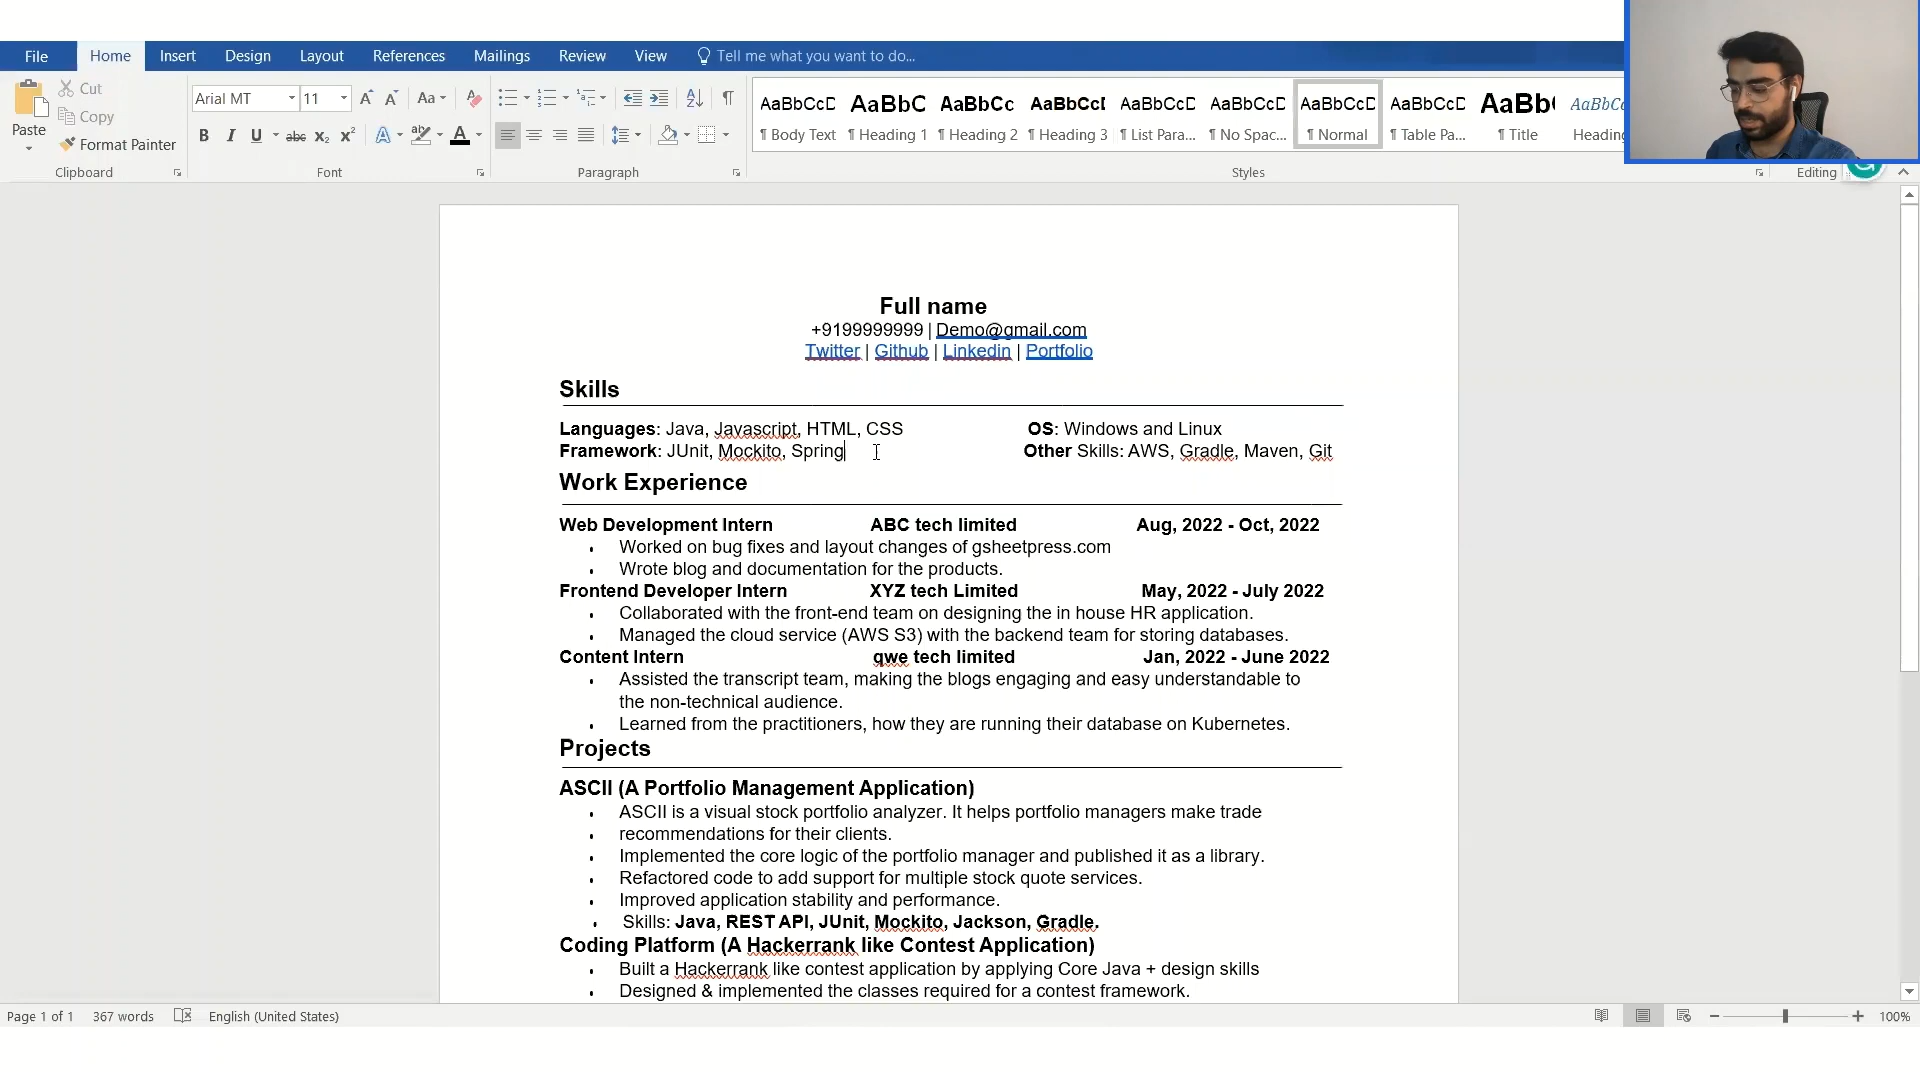 File Home Insert Design Layout References Mailings Review View Tell me what you want to do...
Paste
Cut
Copy
Format Painter
Clipboard
Arial MT 11
Font
Paragraph
AaBbCcD AaBbC AaBbCc AaBbCcI AaBbCcD AaBbCcD AaBbCcD AaBbCcD AaBb( AaBbCc
¶ Body Text ¶ Heading 1 ¶ Heading 2 ¶ Heading 3 ¶ List Para... ¶ No Spac... ¶ Normal ¶ Table Pa... ¶ Title Heading
Styles
Editing
Full name
+9199999999 | Demo@gmail.com
Twitter | Github | Linkedin | Portfolio
Skills
Languages: Java, Javascript, HTML, CSS OS: Windows and Linux
Framework: JUnit, Mockito, Spring Other Skills: AWS, Gradle, Maven, Git
Work Experience
Web Development Intern ABC tech limited Aug, 2022 - Oct, 2022
• Worked on bug fixes and layout changes of gsheetpress.com
• Wrote blog and documentation for the products.
Frontend Developer Intern XYZ tech Limited May, 2022 - July 2022
• Collaborated with the front-end team on designing the in house HR application.
• Managed the cloud service (AWS S3) with the backend team for storing databases.
Content Intern qwe tech limited Jan, 2022 - June 2022
• Assisted the transcript team, making the blogs engaging and easy understandable to
the non-technical audience.
• Learned from the practitioners, how they are running their database on Kubernetes.
Projects
ASCII (A Portfolio Management Application)
• ASCII is a visual stock portfolio analyzer. It helps portfolio managers make trade
• recommendations for their clients.
• Implemented the core logic of the portfolio manager and published it as a library.
• Refactored code to add support for multiple stock quote services.
• Improved application stability and performance.
• Skills: Java, REST API, JUnit, Mockito, Jackson, Gradle.
Coding Platform (A Hackerrank like Contest Application)
• Built a Hackerrank like contest application by applying Core Java + design skills
• Designed & implemented the classes required for a contest framework.
Page 1 of 1 367 words English (United States) 100%